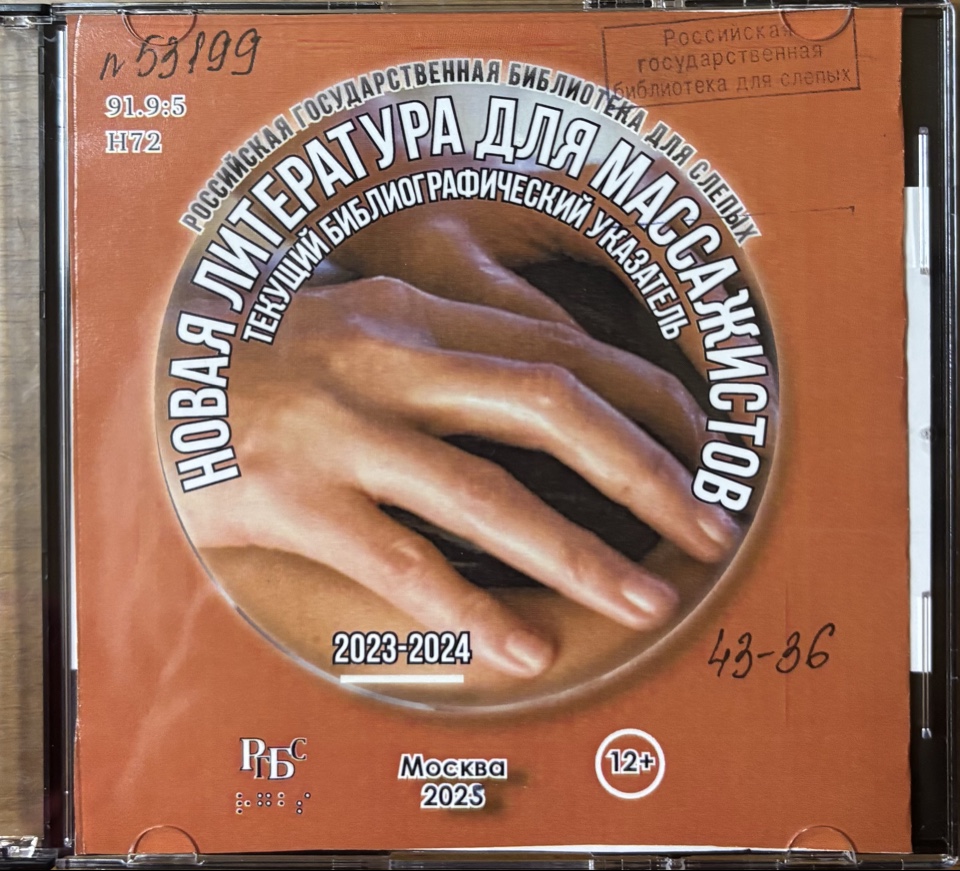 п 53199
Российская
государственная
библиотека для слепых
91.9:5
Н72
РОССИЙСКАЯ ГОСУДАРСТВЕННАЯ БИБЛИОТЕКА ДЛЯ СЛЕПЫХ
НОВАЯ ЛИТЕРАТУРА ДЛЯ МАССАЖИСТОВ
ТЕКУЩИЙ БИБЛИОГРАФИЧЕСКИЙ УКАЗАТЕЛЬ
2023-2024
43-36
РГБС
Москва
2025
12+